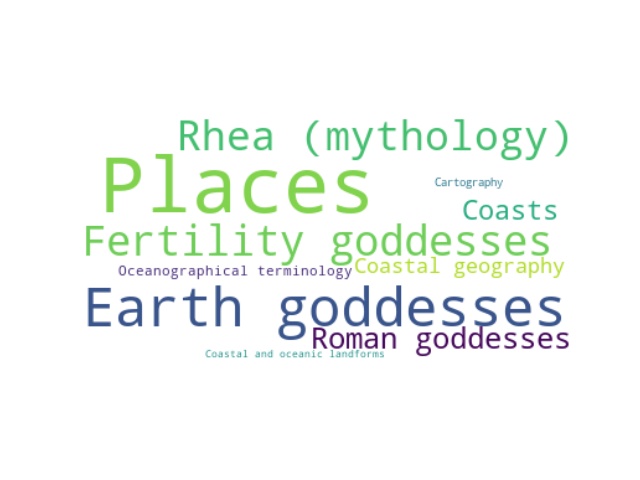 Rhea (mythology)
Places
Cartography
Coasts
Fertility goddesses
Oceanographical terminology
Coastal geography
Earth goddesses
Roman goddesses
Coastal and oceanic landforms